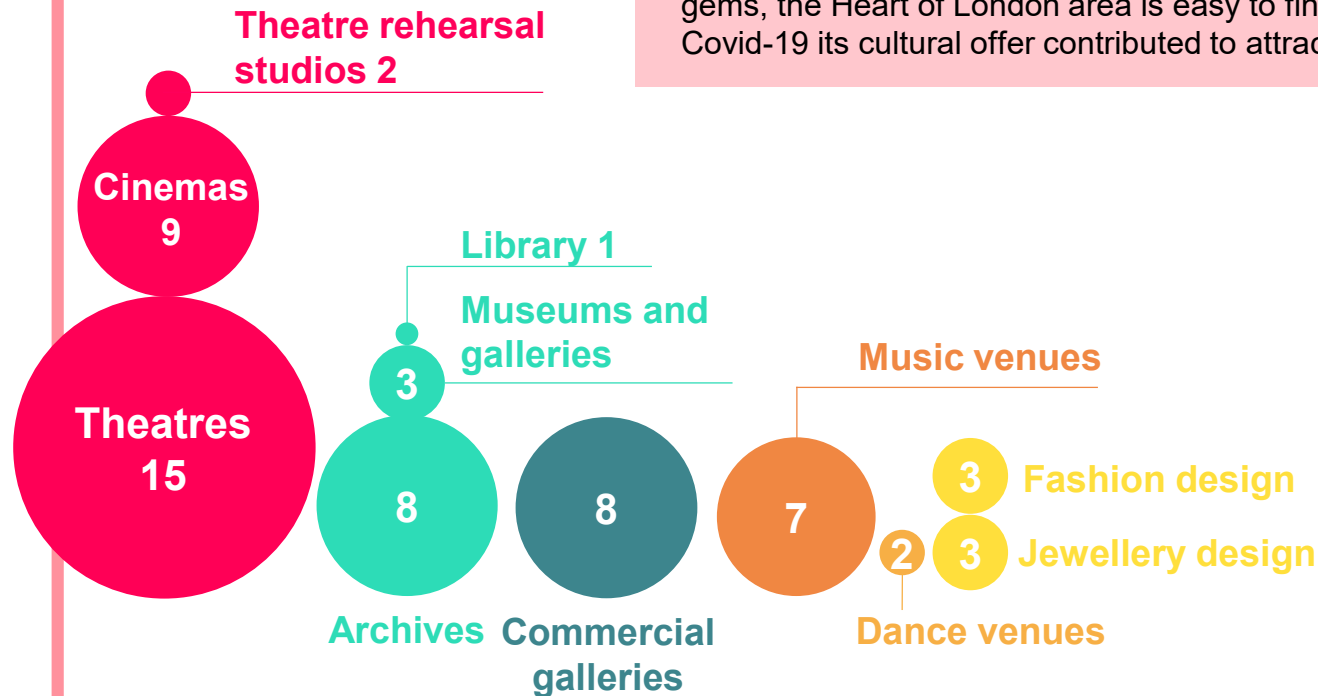 gems, the Heart of London area is easy to fin
Covid-19 its cultural offer contributed to attrac
Theatre rehearsal
studios 2
Cinemas
9
Theatres
15
Library 1
Museums and
galleries
3
8
Archives
8
Commercial
galleries
Music venues
7
2
Dance venues
3 Fashion design
3 Jewellery design